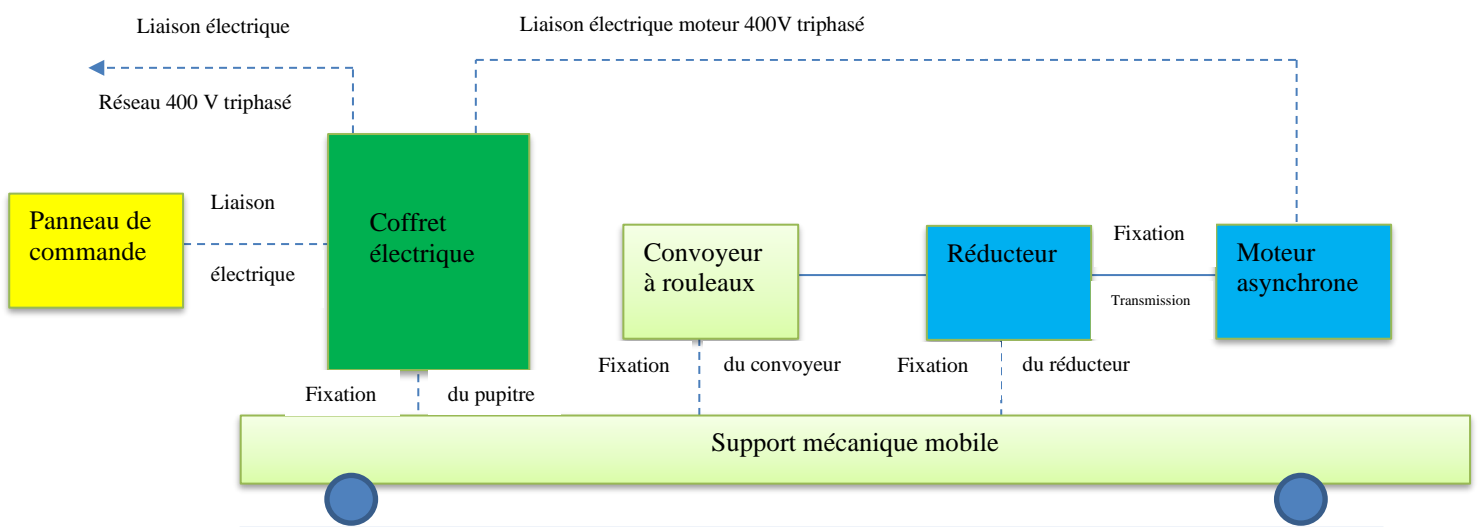 Liaison électrique
Liaison électrique moteur 400V triphasé
Réseau 400 V triphasé
Panneau de
commande
Liaison
électrique
Coffret
électrique
Convoyeur
à rouleaux
Réducteur
Fixation
Transmission
Moteur
asynchrone
Fixation du pupitre
Fixation du convoyeur
Fixation du réducteur
Support mécanique mobile